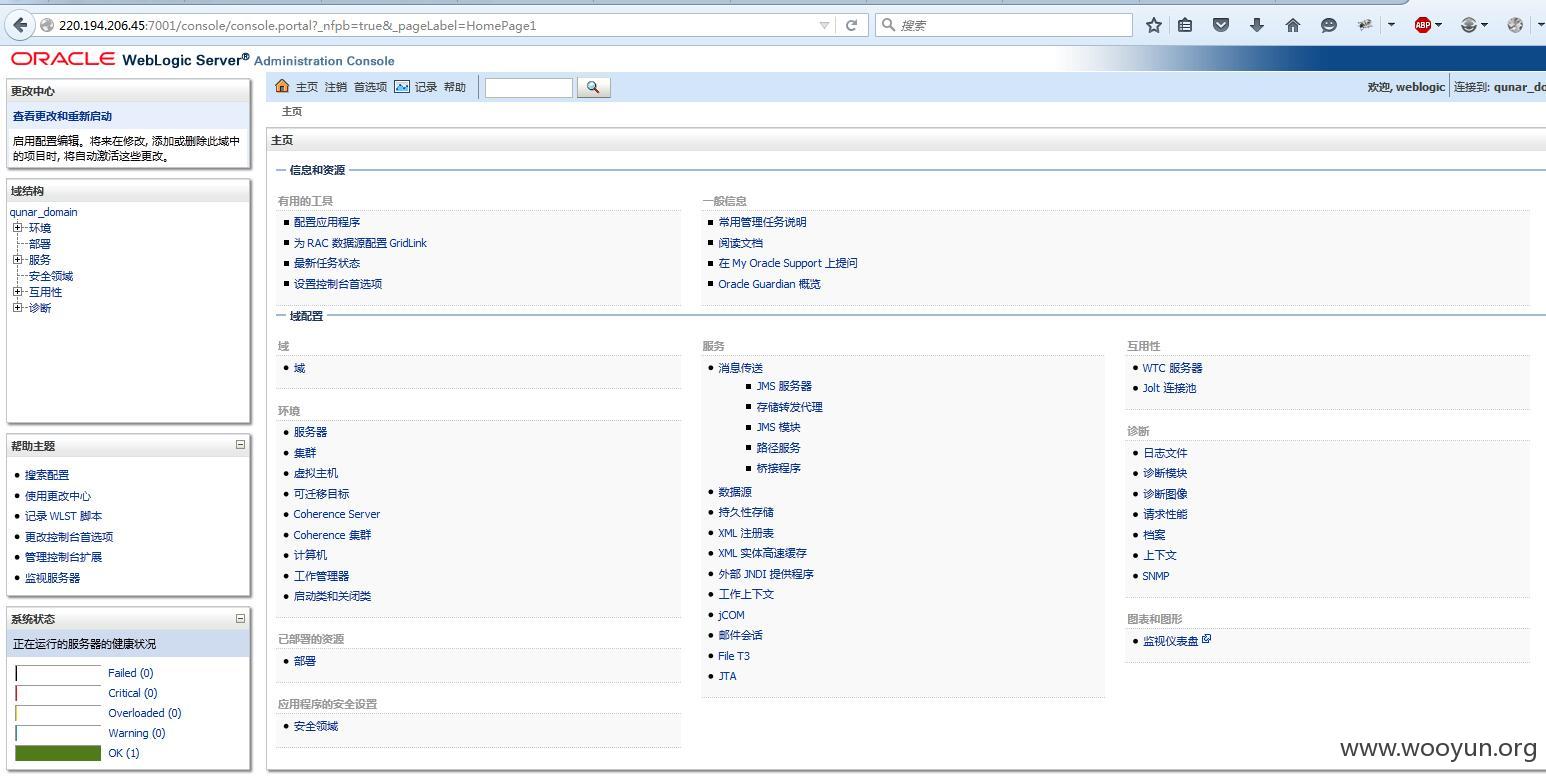 220.194.206.45:7001/console/console.portal?_nfpb=true&_pageLabel=HomePage1
搜索
ABP
ORACLE WebLogic Server® Administration Console
更改中心
查看更改和重新启动
启用配置编辑。将来在修改, 添加或删除此域中
的项目时, 将自动激活这些更改。
域结构
qunar_domain
环境
部署
服务
安全领域
互用性
诊断
帮助主题
搜索配置
使用更改中心
记录 WLST 脚本
更改控制台首选项
管理控制台扩展
监视服务器
系统状态
正在运行的服务器的健康状况
Failed (0)
Critical (0)
Overloaded (0)
Warning (0)
OK (1)
主页 注销 首选项 记录 帮助
欢迎, weblogic 连接到: qunar_do
主页
主页
信息和资源
有用的工具
配置应用程序
为 RAC 数据源配置 GridLink
最新任务状态
设置控制台首选项
一般信息
常用管理任务说明
阅读文档
在 My Oracle Support 上提问
Oracle Guardian 概览
域配置
域
域
环境
服务器
集群
虚拟主机
可迁移目标
Coherence Server
Coherence 集群
计算机
工作管理器
启动类和关闭类
已部署的资源
部署
应用程序的安全设置
安全领域
服务
消息传送
JMS 服务器
存储转发代理
JMS 模块
路径服务
桥接程序
数据源
持久性存储
XML 注册表
XML 实体高速缓存
外部 JNDI 提供程序
工作上下文
jCOM
邮件会话
File T3
JTA
互用性
WTC 服务器
Jolt 连接池
诊断
日志文件
诊断模块
诊断图像
请求性能
档案
上下文
SNMP
图表和图形
监视仪表盘
www.wooyun.org